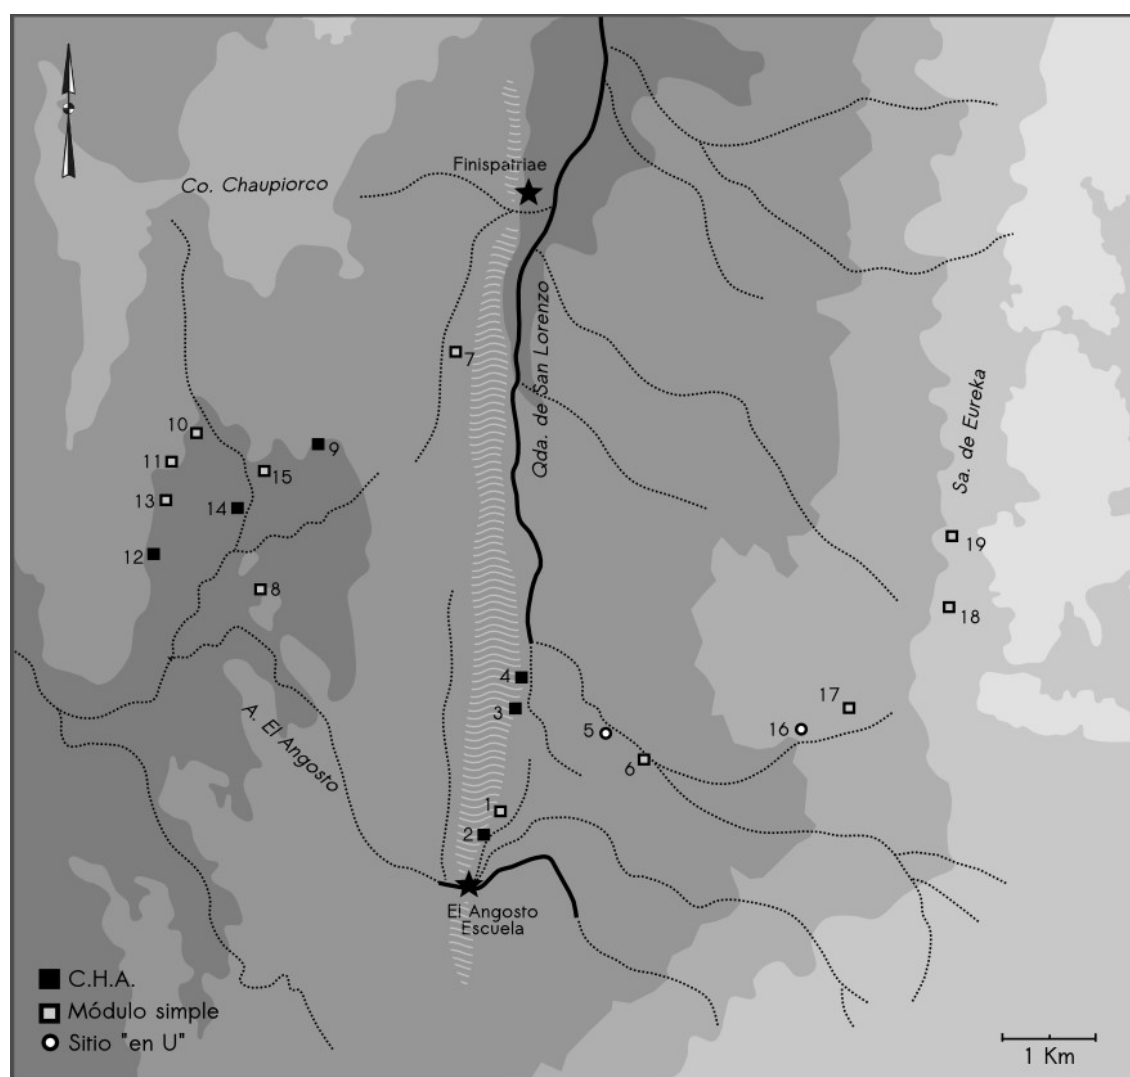 Finispatriae
Co. Chaupiorco
Qda. de San Lorenzo
7
Sa. de Eureka
10
9
11
15
13
14
12
19
8
18
4
3
17
16
5
6
A. El Angosto
1
2
El Angosto
Escuela
C.H.A.
Módulo simple
Sitio "en U"
1 Km